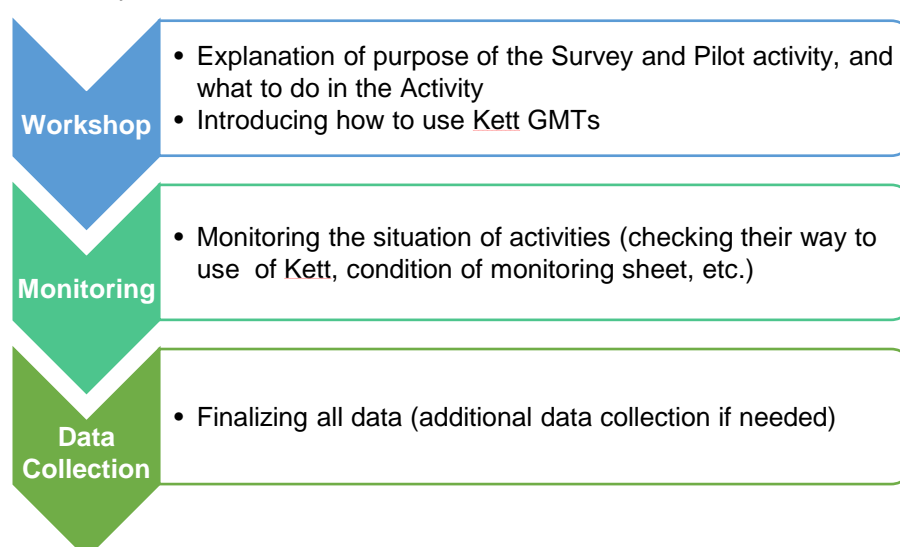 Workshop
• Explanation of purpose of the Survey and Pilot activity, and
what to do in the Activity
• Introducing how to use Kett GMTs
Monitoring
• Monitoring the situation of activities (checking their way to
use  of Kett, condition of monitoring sheet, etc.)
Data
Collection
• Finalizing all data (additional data collection if needed)